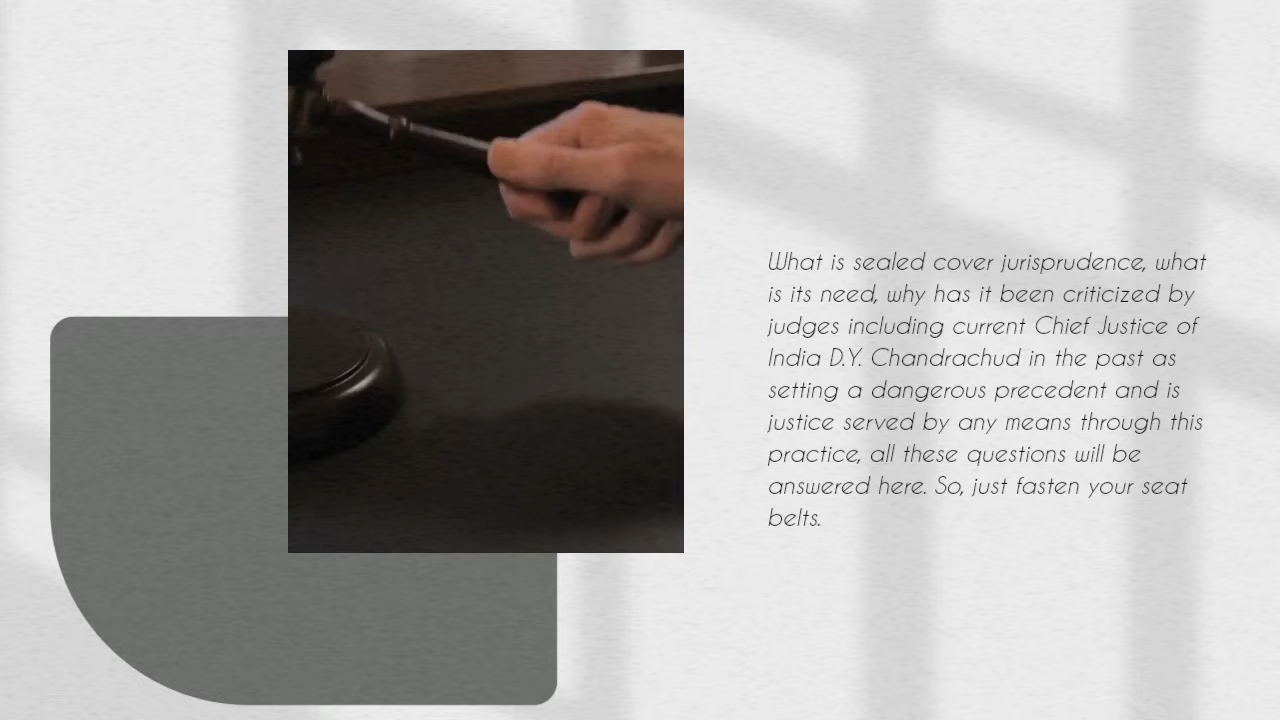 What is sealed cover jurisprudence, what
is its need, why has it been criticized by
judges including current Chief Justice of
India D.Y. Chandrachud in the past as
setting a dangerous precedent and is
justice served by any means through this
practice, all these questions will be
answered here. So, just fasten your seat
belts.